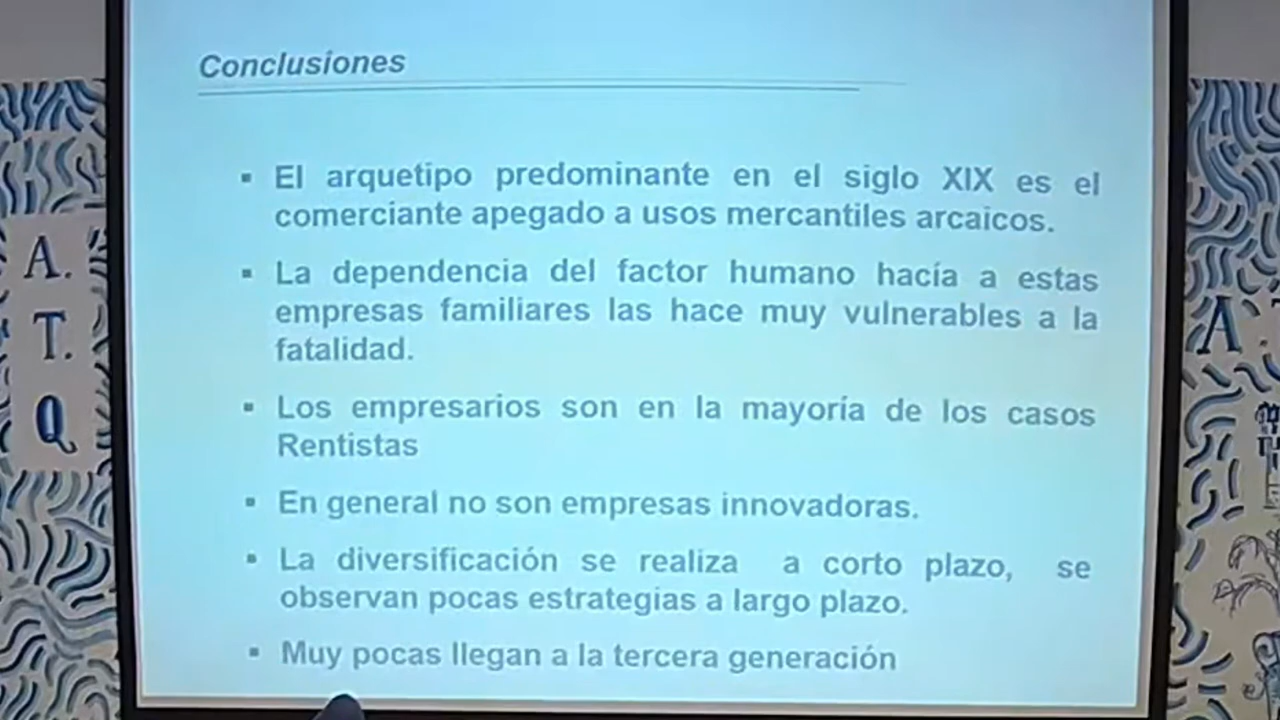 Conclusiones
▪ El arquetipo predominante en el siglo XIX es el
comerciante apegado a usos mercantiles arcaicos.
▪ La dependencia del factor humano hacía a estas
empresas familiares las hace muy vulnerables a la
fatalidad.
▪ Los empresarios son en la mayoría de los casos
Rentistas
▪ En general no son empresas innovadoras.
▪ La diversificación se realiza a corto plazo, se
observan pocas estrategias a largo plazo.
▪ Muy pocas llegan a la tercera generación
A.
T.
Q
A.